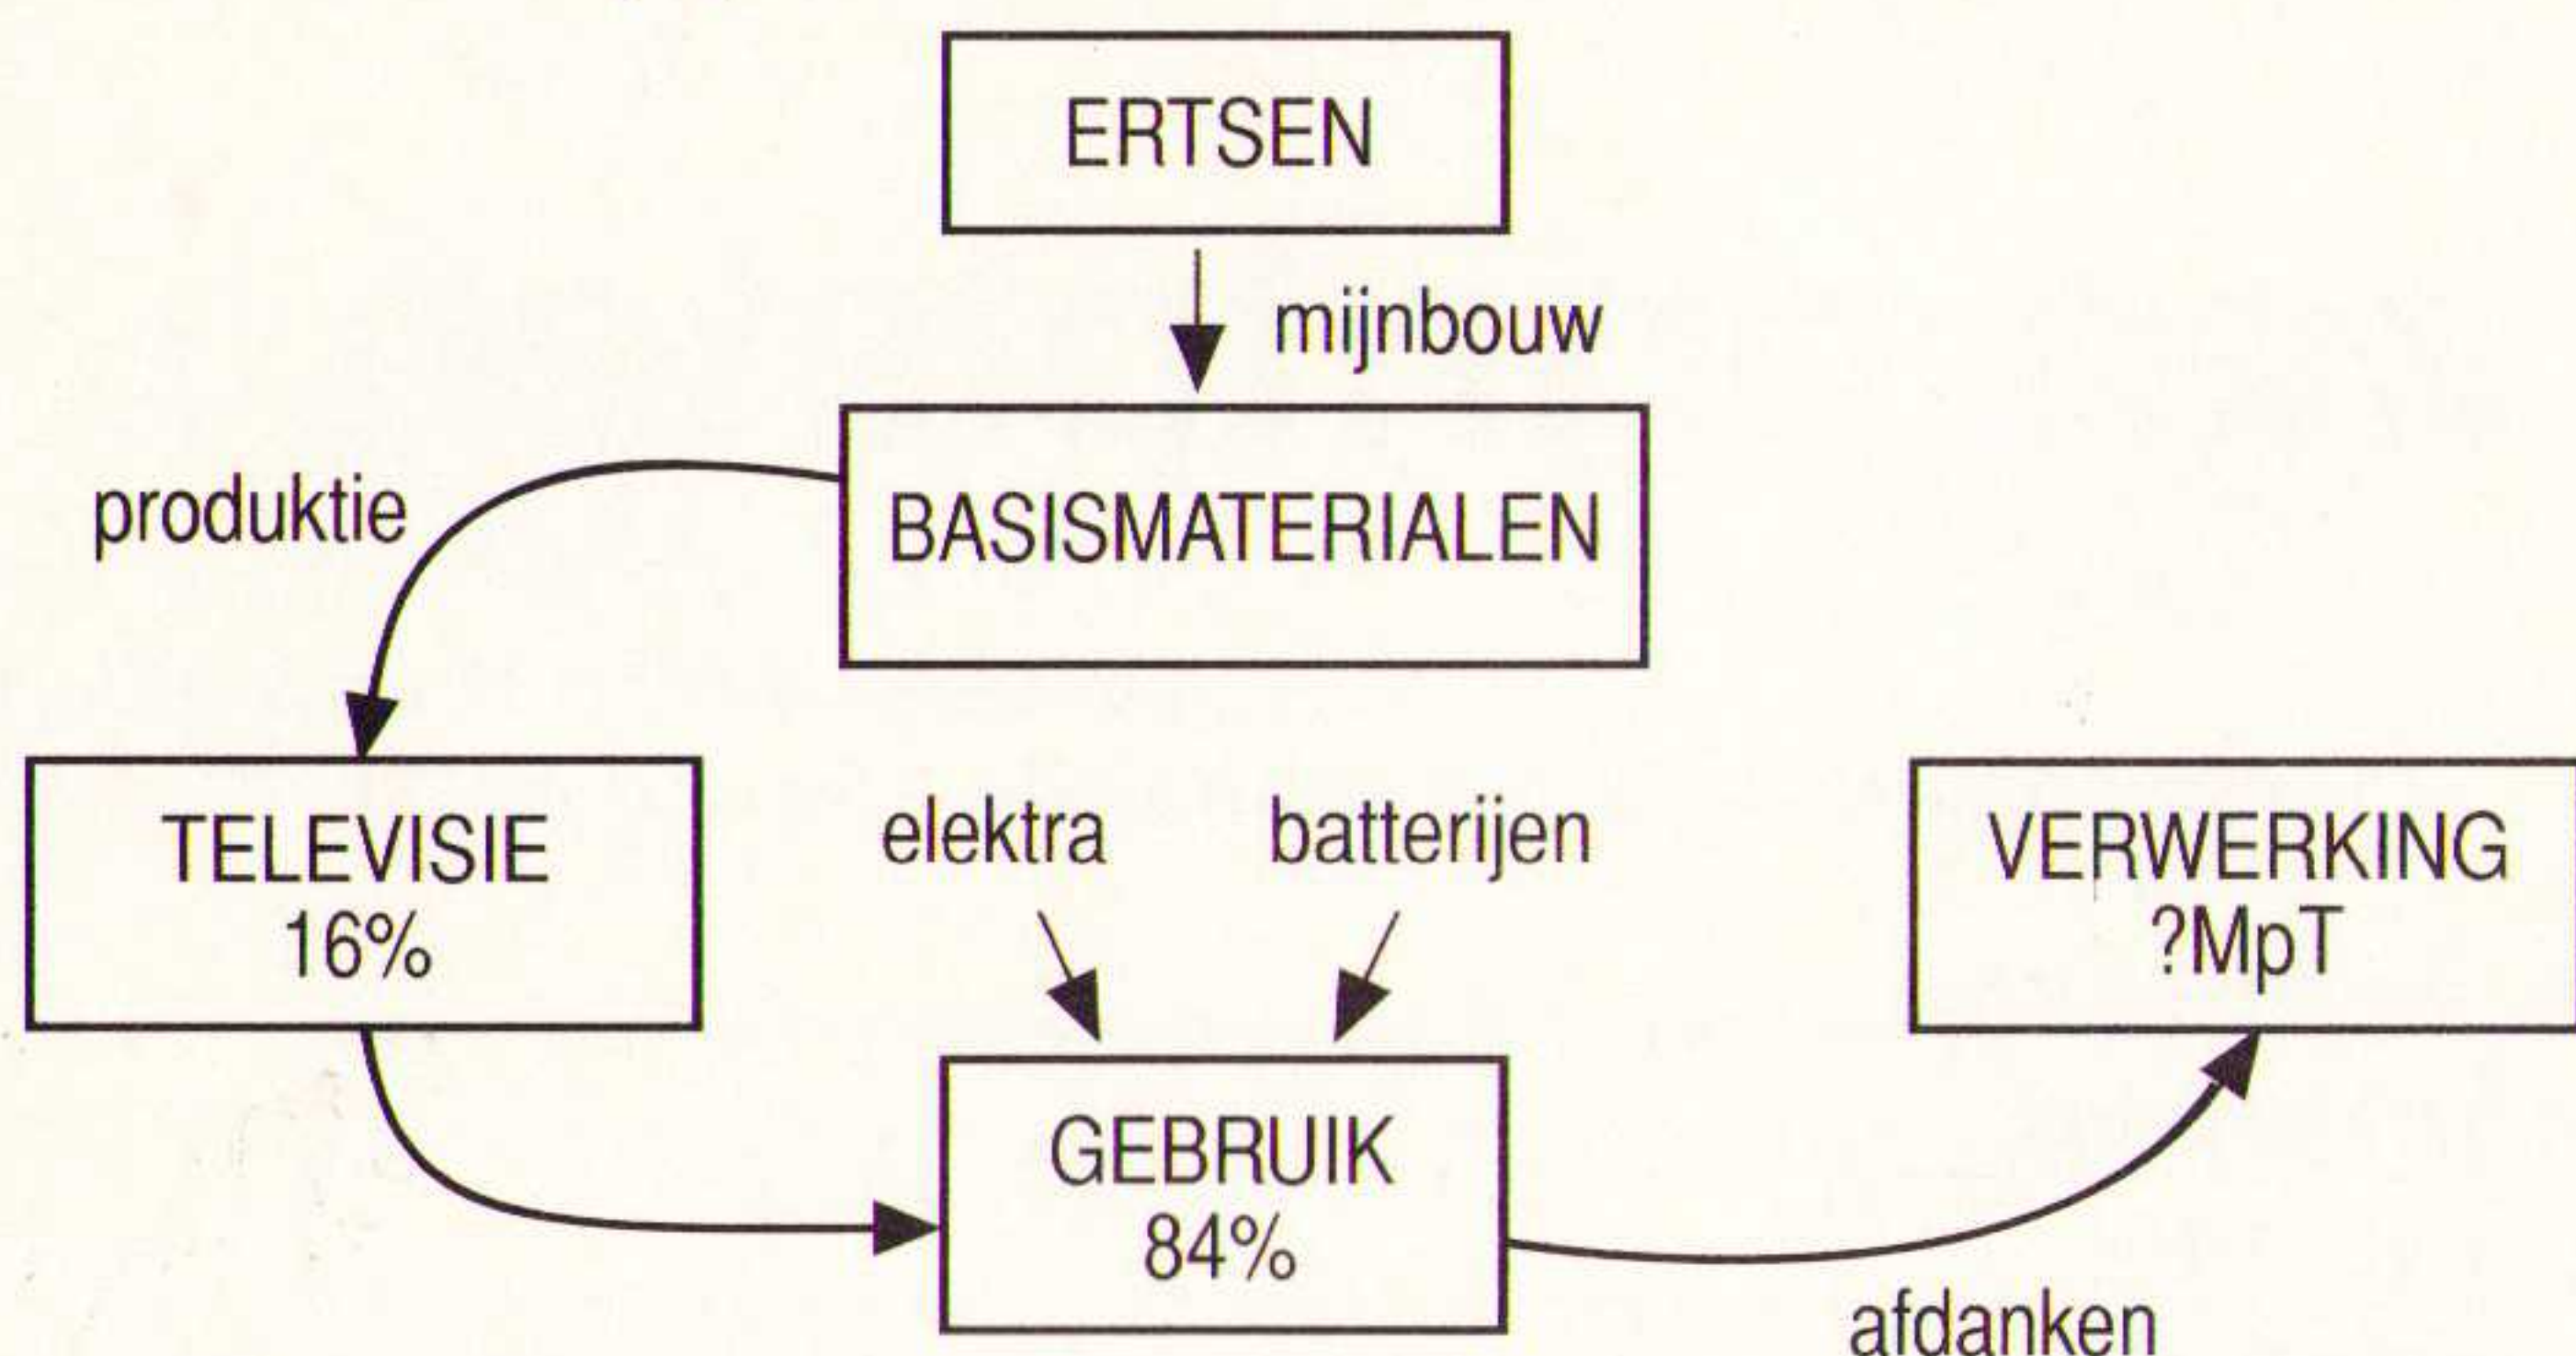 ERTSEN
mijnbouw
produktie
BASISMATERIALEN
TELEVISIE
16%
elektra
batterijen
VERWERKING
?MpT
GEBRUIK
84%
afdanken